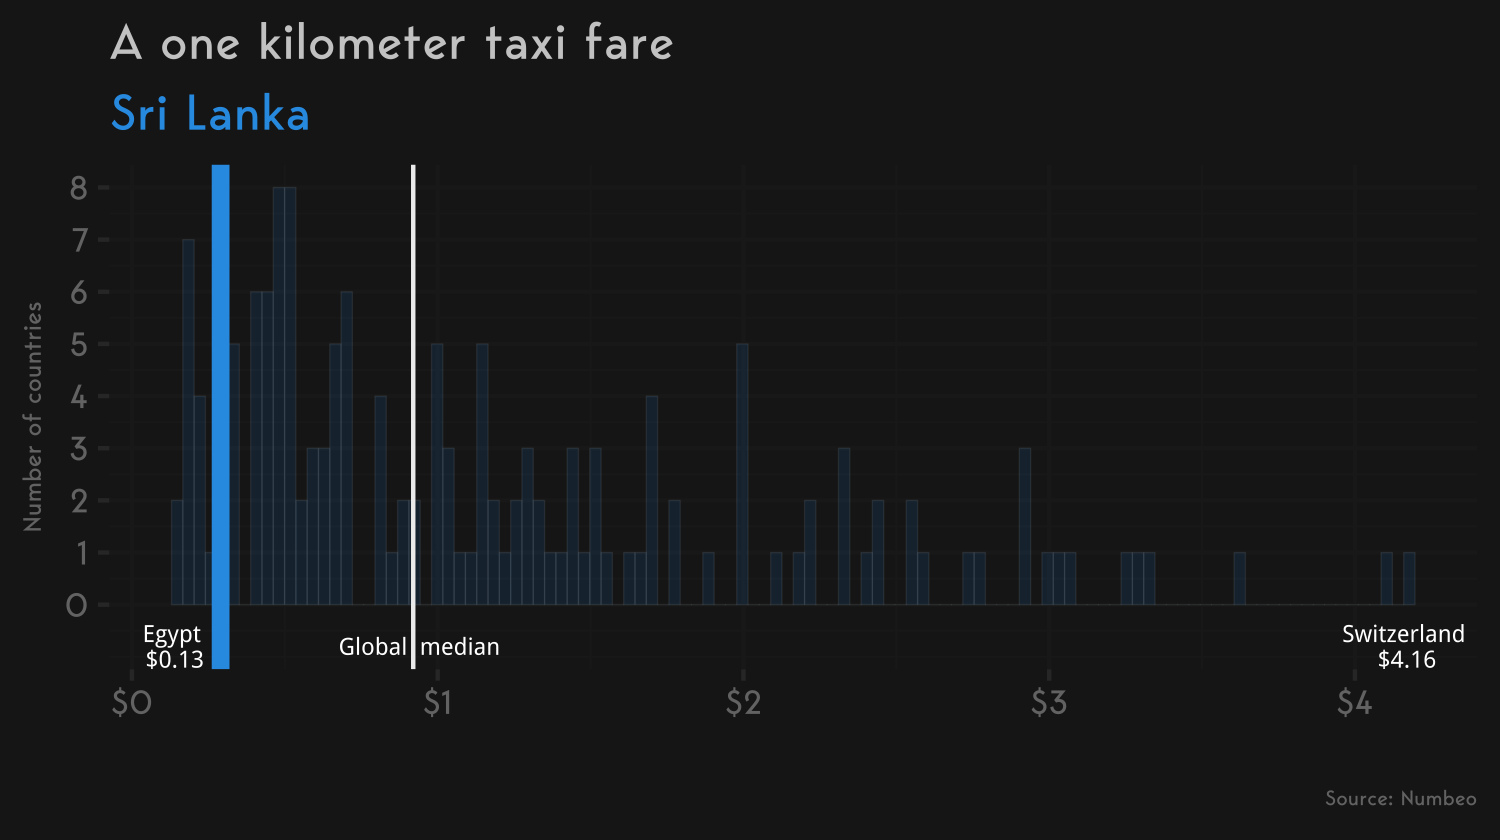 A one kilometer taxi fare
Sri Lanka
Number of countries
8
7
6
5
4
3
2
1
0
Egypt
$0.13
Global median
Switzerland
$4.16
$0 $1 $2 $3 $4
Source: Numbeo